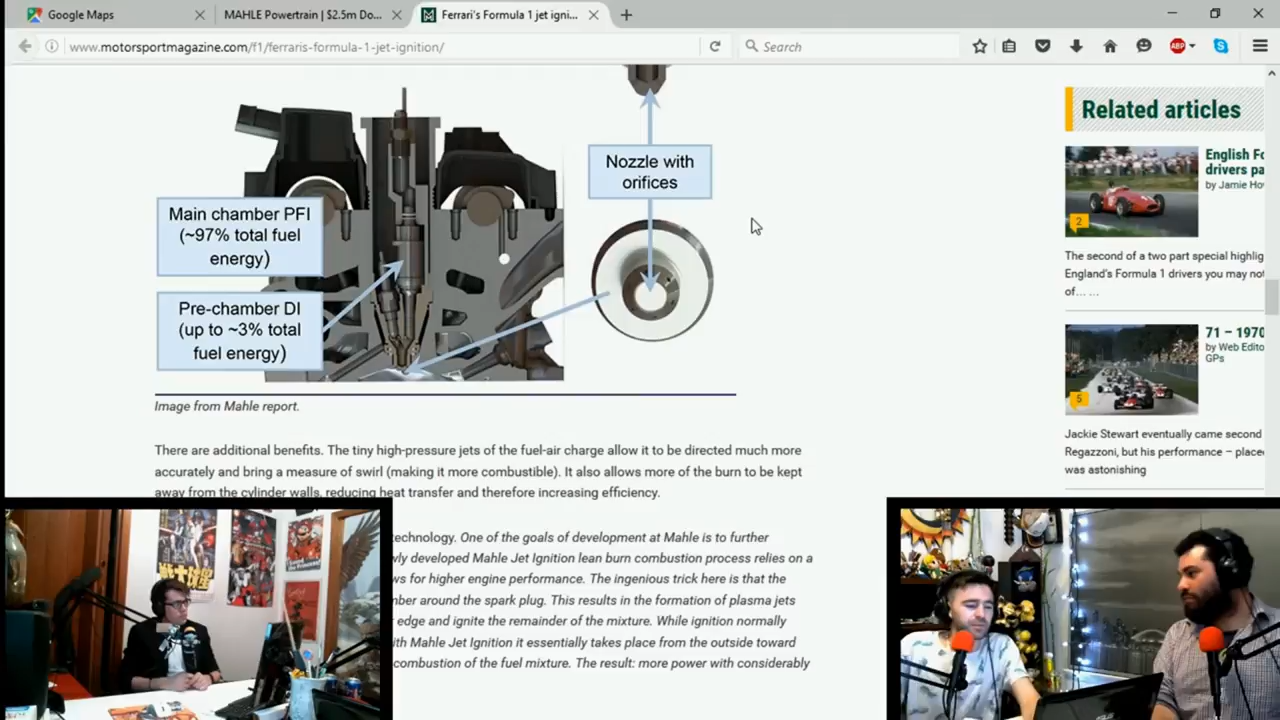 Google Maps
MAHLE Powertrain | $2.5m Do...
Ferrari's Formula 1 jet igni...
www.motorsportmagazine.com/f1/ferraris-formula-1-jet-ignition/
Search
ABP
Related articles
Nozzle with
orifices
Main chamber PFI
(~97% total fuel
energy)
Pre-chamber DI
(up to ~3% total
fuel energy)
Image from Mahle report.
There are additional benefits. The tiny high-pressure jets of the fuel-air charge allow it to be directed much more
accurately and bring a measure of swirl (making it more combustible). It also allows more of the burn to be kept
away from the cylinder walls, reducing heat transfer and therefore increasing efficiency.
technology. One of the goals of development at Mahle is to further
wly developed Mahle Jet Ignition lean burn combustion process relies on a
ws for higher engine performance. The ingenious trick here is that the
mber around the spark plug. This results in the formation of plasma jets
edge and ignite the remainder of the mixture. While ignition normally
ith Mahle Jet Ignition it essentially takes place from the outside toward
combustion of the fuel mixture. The result: more power with considerably
English Fo
drivers pa
by Jamie Ho
2
The second of a two part special highlig
England's Formula 1 drivers you may not
of... ...
71 – 1970
by Web Edito
GPs
5
Jackie Stewart eventually came second
Regazzoni, but his performance – place
was astonishing